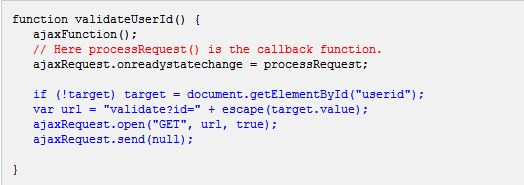 function validateUserId() {
ajaxFunction();
// Here processRequest() is the callback function.
ajaxRequest.onreadystatechange = processRequest;
if (!target) target = document.getElementById("userid");
var url = "validate?id=" + escape(target.value);
ajaxRequest.open("GET", url, true);
ajaxRequest.send(null);
}